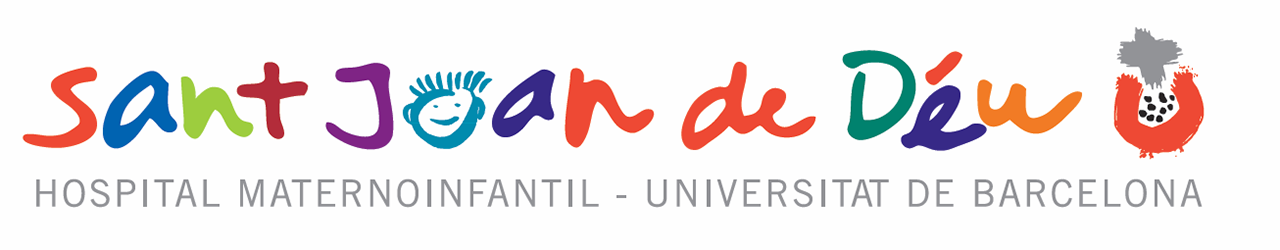 Sant Joan de Déu
HOSPITAL MATERNOINFANTIL - UNIVERSITAT DE BARCELONA